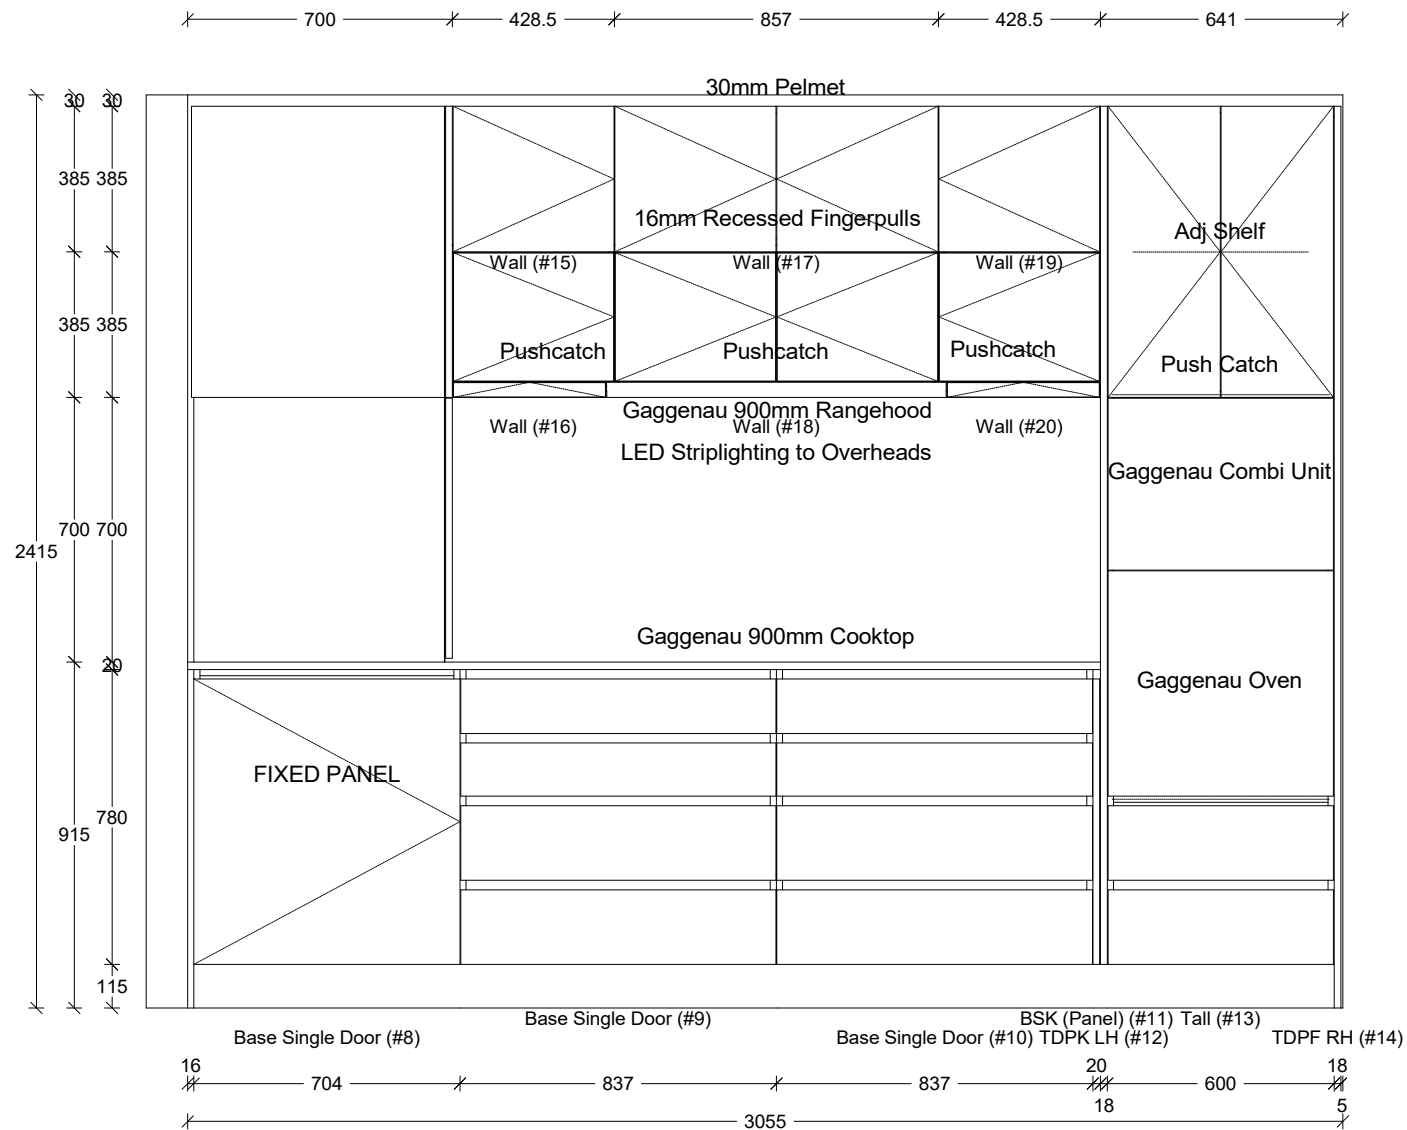 700 428.5 857 428.5 641
30mm Pelmet
30 30
385 385
16mm Recessed Fingerpulls
Adj Shelf
Wall (#15) Wall (#17) Wall (#19)
385 385
Pushcatch Pushcatch Pushcatch
Push Catch
Gaggenau 900mm Rangehood
Wall (#16) Wall (#18) Wall (#20)
LED Striplighting to Overheads
Gaggenau Combi Unit
700 700
2415
Gaggenau 900mm Cooktop
20
Gaggenau Oven
FIXED PANEL
780
915
115
Base Single Door (#9) BSK (Panel) (#11) Tall (#13)
Base Single Door (#8) Base Single Door (#10) TDPK LH (#12) TDPF RH (#14)
16 20 18
704 837 837 600
18 5
3055